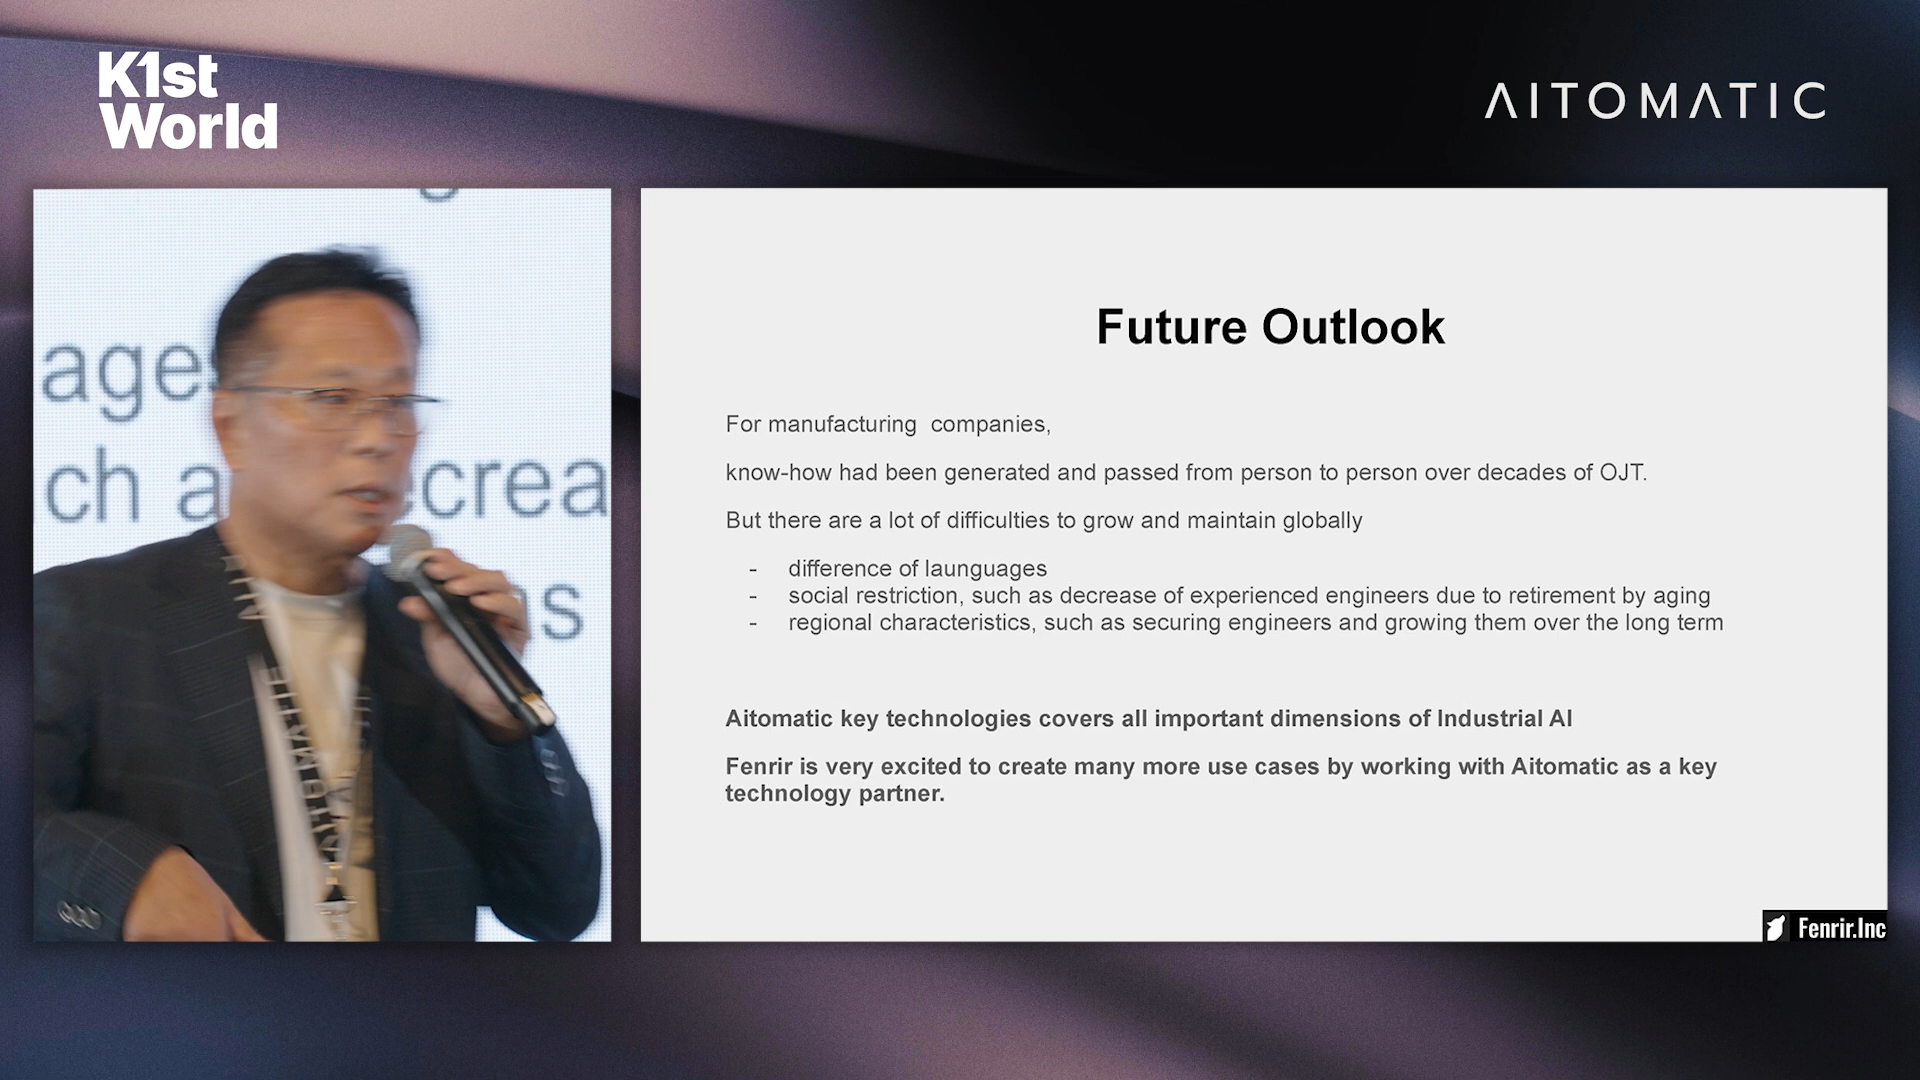 K1st
World
AITOMATIC
Future Outlook
For manufacturing  companies,
know-how had been generated and passed from person to person over decades of OJT.
But there are a lot of difficulties to grow and maintain globally
- difference of launguages
- social restriction, such as decrease of experienced engineers due to retirement by aging
- regional characteristics, such as securing engineers and growing them over the long term
Aitomatic key technologies covers all important dimensions of Industrial AI
Fenrir is very excited to create many more use cases by working with Aitomatic as a key
technology partner.
Fenrir.Inc
age
ch a
crea